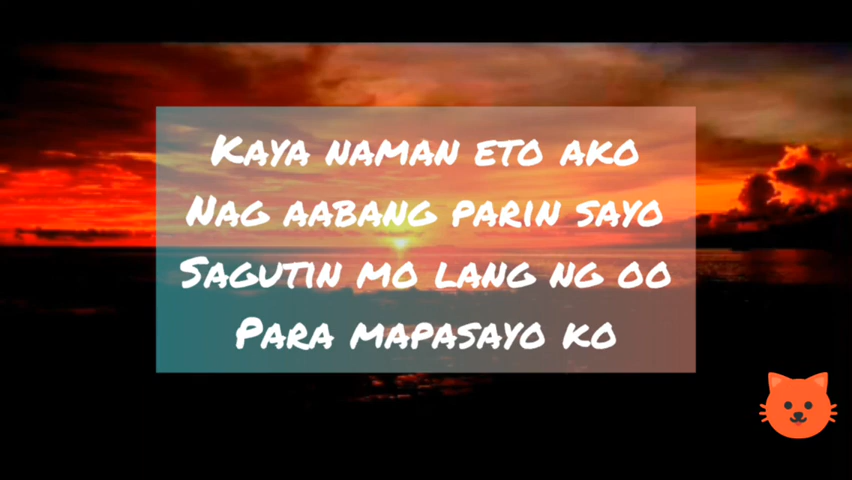 Kaya naman eto ako
Nag aabang parin sayo
Sagutin mo lang ng oo
Para mapasayo ko